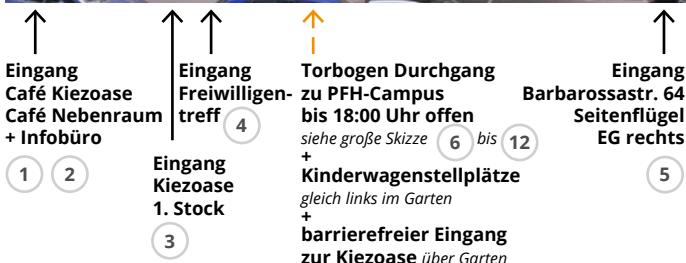 Eingang
Café Kiezoase
Café Nebenraum
+ Infobüro
1 2
Eingang
Kiezoase
1. Stock
3
Eingang
Freiwilligen-
treff 4
Torbogen Durchgang
zu PFH-Campus
bis 18:00 Uhr offen
siehe große Skizze 6 bis 12
+
Kinderwagenstellplätze
gleich links im Garten
+
barrierefreier Eingang
zur Kiezoase über Garten
Eingang
Barbarossastr. 64
Seitenflügel
EG rechts
5